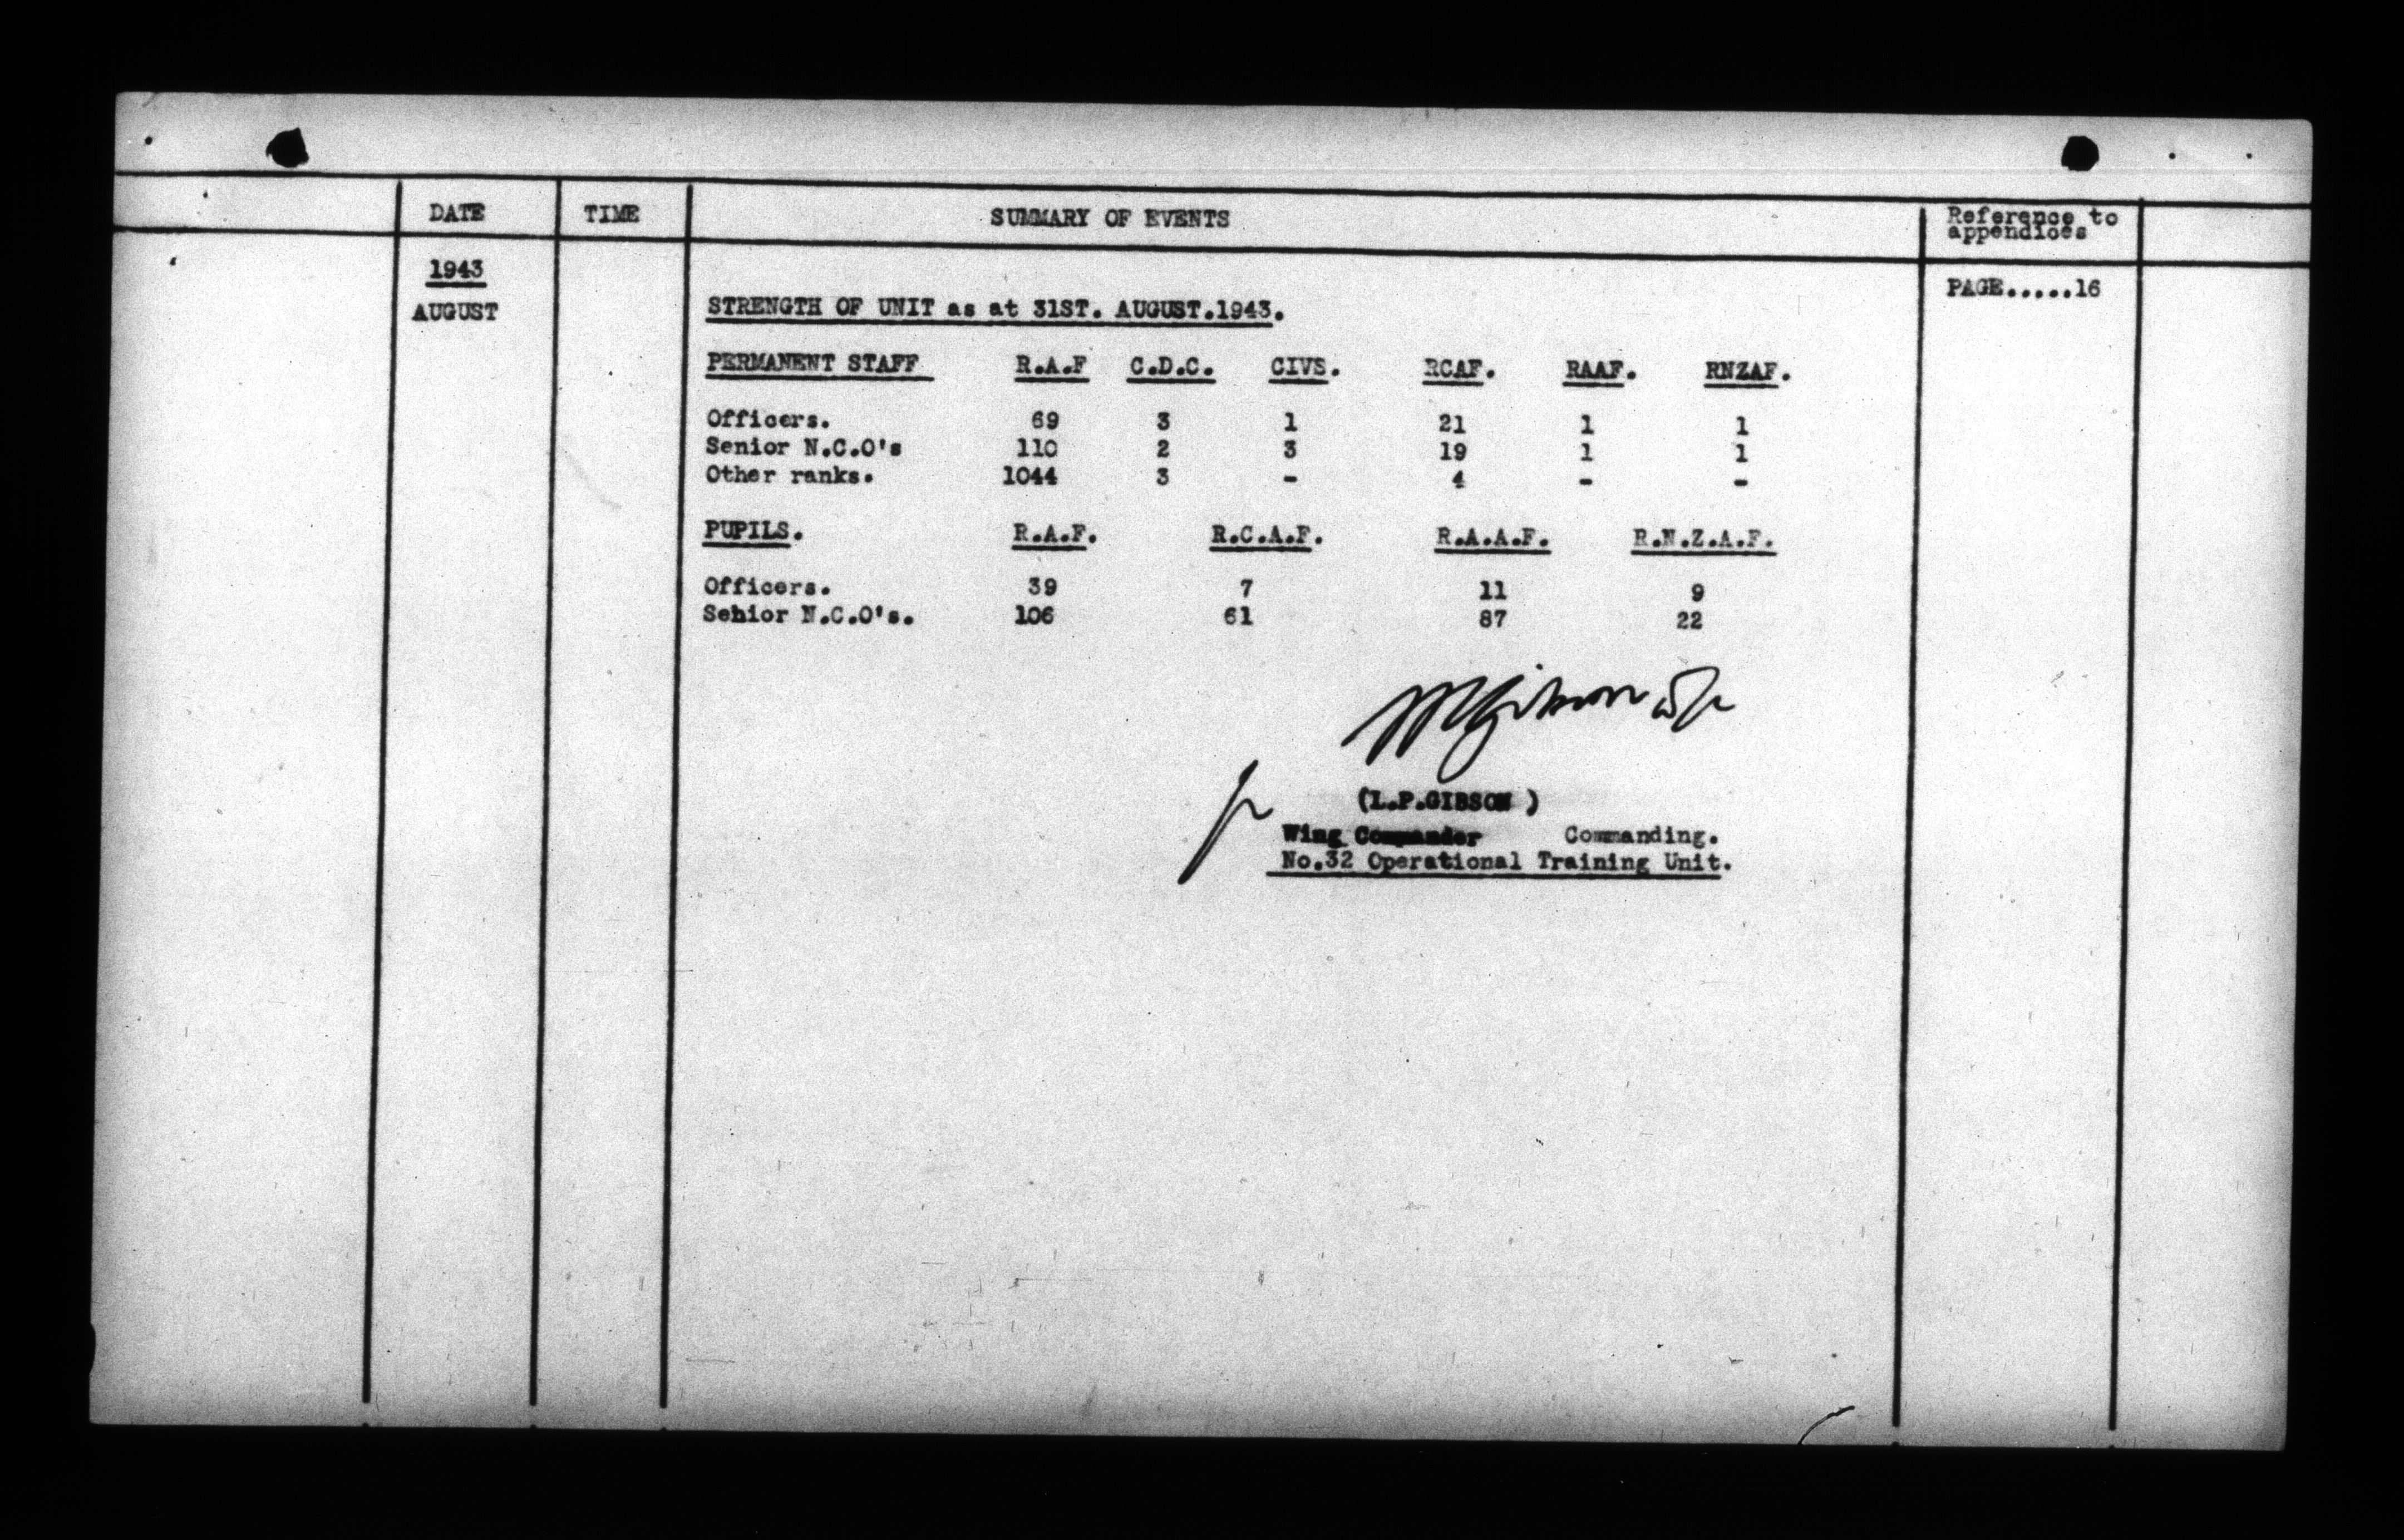 DATE TIME SUMMARY OF EVENTS Reference to appendices
1943 PAGE.....16
AUGUST STRENGTH OF UNIT as at 31ST. AUGUST.1943.
PERMANENT STAFF R.A.F C.D.C. CIVS. RCAF. RAAF. RNZAF.
Officers. 69 3 1 21 1 1
Senior N.C.O's 110 2 3 19 1 1
Other ranks. 1044 3 - 4 - -
PUPILS. R.A.F. R.C.A.F. R.A.A.F. R.N.Z.A.F.
Officers. 39 7 11 9
Sehior N.C.O's. 106 61 87 22
(L.P.GIBSON )
Wing Commander Commanding.
No.32 Operational Training Unit.